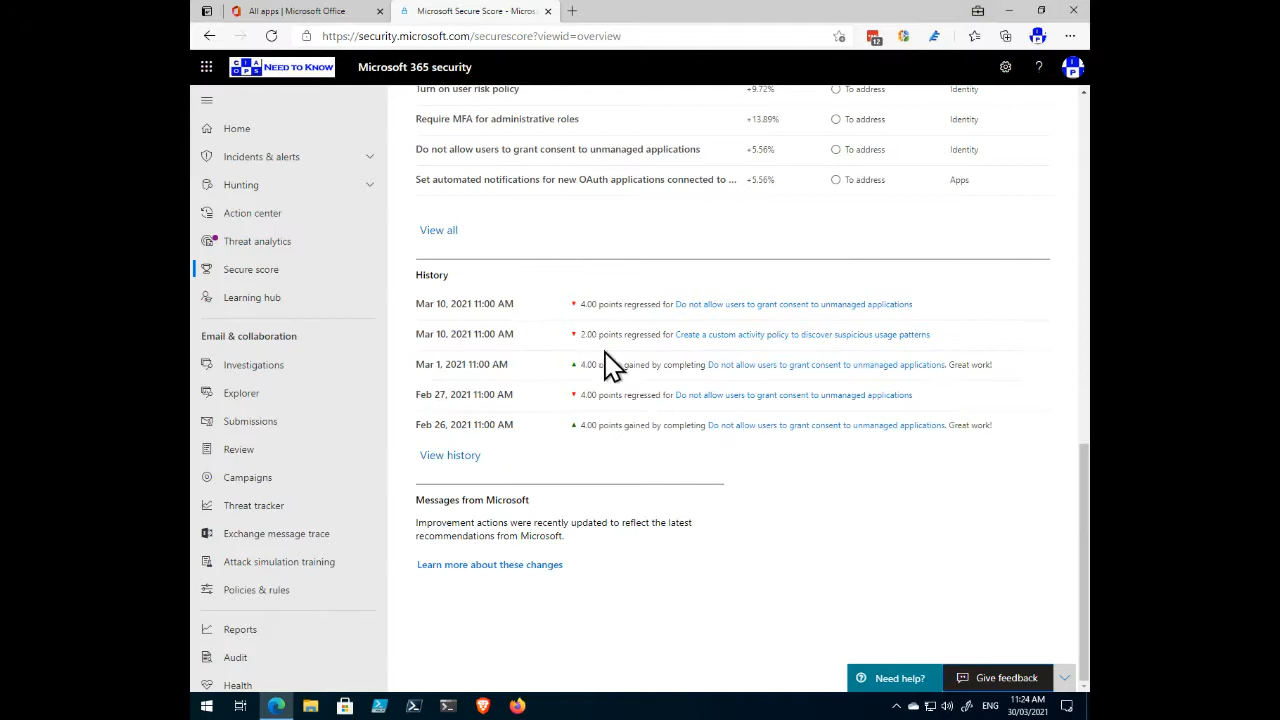 All apps | Microsoft Office
Microsoft Secure Score - Micros
https://security.microsoft.com/securescore?viewid=overview
12
I P
CIA
OPS
NEED TO KNOW
Microsoft 365 security
?
I P
Home
Incidents & alerts
Hunting
Action center
Threat analytics
Secure score
Learning hub
Email & collaboration
Investigations
Explorer
Submissions
Review
Campaigns
Threat tracker
Exchange message trace
Attack simulation training
Policies & rules
Reports
Audit
Health
Turn on user risk policy +9.72% To address Identity
Require MFA for administrative roles +13.89% To address Identity
Do not allow users to grant consent to unmanaged applications +5.56% To address Identity
Set automated notifications for new OAuth applications connected to ... +5.56% To address Apps
View all
History
Mar 10, 2021 11:00 AM 4.00 points regressed for Do not allow users to grant consent to unmanaged applications
Mar 10, 2021 11:00 AM 2.00 points regressed for Create a custom activity policy to discover suspicious usage patterns
Mar 1, 2021 11:00 AM 4.00 gained by completing Do not allow users to grant consent to unmanaged applications. Great work!
Feb 27, 2021 11:00 AM 4.00 points regressed for Do not allow users to grant consent to unmanaged applications
Feb 26, 2021 11:00 AM 4.00 points gained by completing Do not allow users to grant consent to unmanaged applications. Great work!
View history
Messages from Microsoft
Improvement actions were recently updated to reflect the latest
recommendations from Microsoft.
Learn more about these changes
Need help?
Give feedback
ENG
11:24 AM
30/03/2021